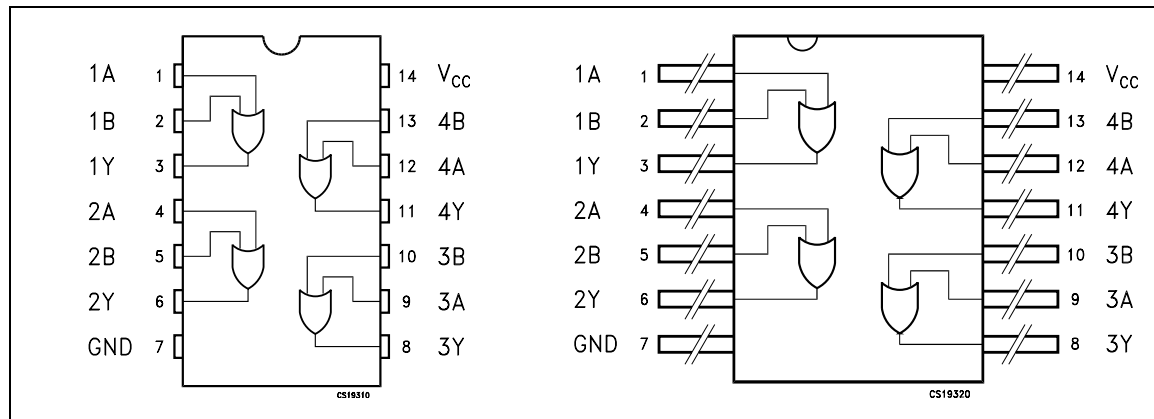 1A 1 14 VCC
1B 2 13 4B
1Y 3 12 4A
2A 4 11 4Y
2B 5 10 3B
2Y 6 9 3A
GND 7 8 3Y
CS19310
1A 1 14 VCC
1B 2 13 4B
1Y 3 12 4A
2A 4 11 4Y
2B 5 10 3B
2Y 6 9 3A
GND 7 8 3Y
CS19320